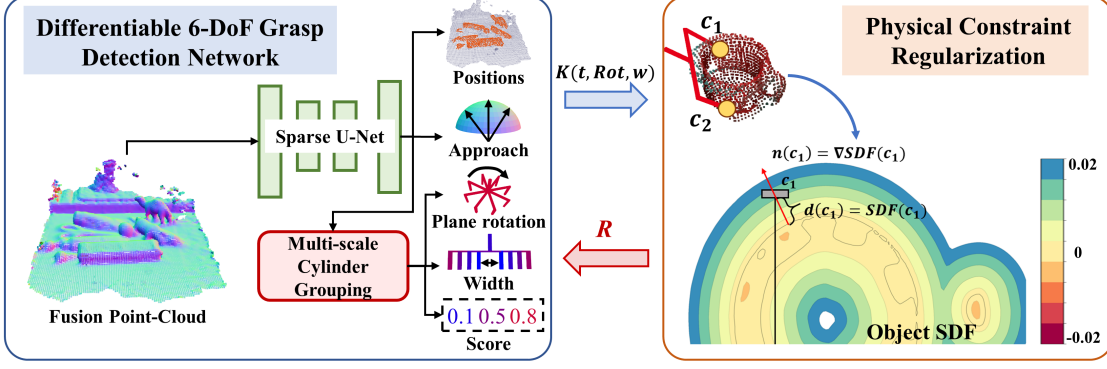 Differentiable 6-DoF Grasp
Detection Network
Sparse U-Net
Multi-scale
Cylinder
Grouping
Fusion Point-Cloud
Positions
Approach
Plane rotation
Width
0.1 0.5 0.8
Score
K(t, Rot, w)
R
Physical Constraint
Regularization
c₁
c₂
n(c₁) = ∇SDF(c₁)
c₁
d(c₁) = SDF(c₁)
Object SDF
0.02
0
-0.02